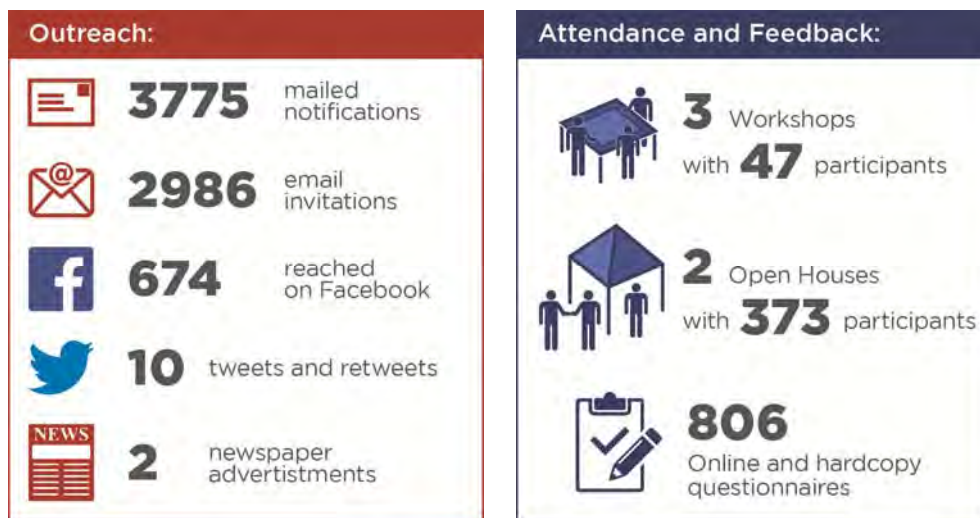 Outreach:
3775 mailed
notifications
@
2986 email
invitations
f
674 reached
on Facebook
10 tweets and retweets
NEWS
2 newspaper
advertistments
Attendance and Feedback:
3 Workshops
with 47 participants
2 Open Houses
with 373 participants
806
Online and hardcopy
questionnaires